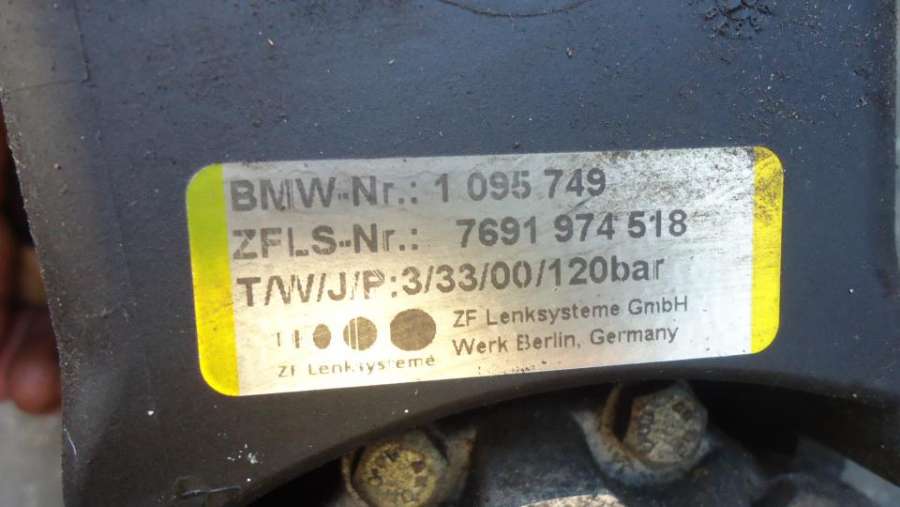 BMW-Nr.: 1 095 749
ZFLS-Nr.: 7691 974 518
T/W/J/P:3/33/00/120bar
ZF Lenksysteme GmbH
Werk Berlin, Germany
ZF Lenksysteme